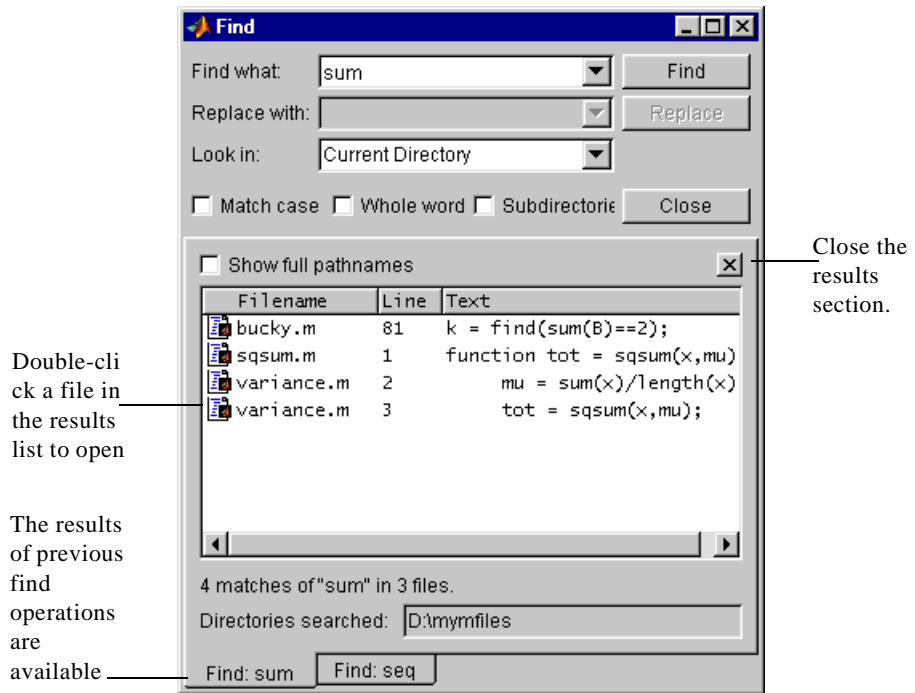 Find
Find what: sum Find
Replace with: Replace
Look in: Current Directory
Match case Whole word Subdirectorie Close
Show full pathnames
Filename Line Text
bucky.m 81 k = find(sum(B)==2);
sqsum.m 1 function tot = sqsum(x,mu)
variance.m 2 mu = sum(x)/length(x)
variance.m 3 tot = sqsum(x,mu);
4 matches of "sum" in 3 files.
Directories searched: D:\mymfiles
Find: sum Find: seq
Close the
results
section.
Double-cli
ck a file in
the results
list to open
The results
of previous
find
operations
are
available